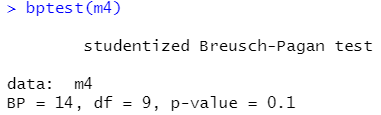 > bptest(m4)
studentized Breusch-Pagan test
data:  m4
BP = 14, df = 9, p-value = 0.1